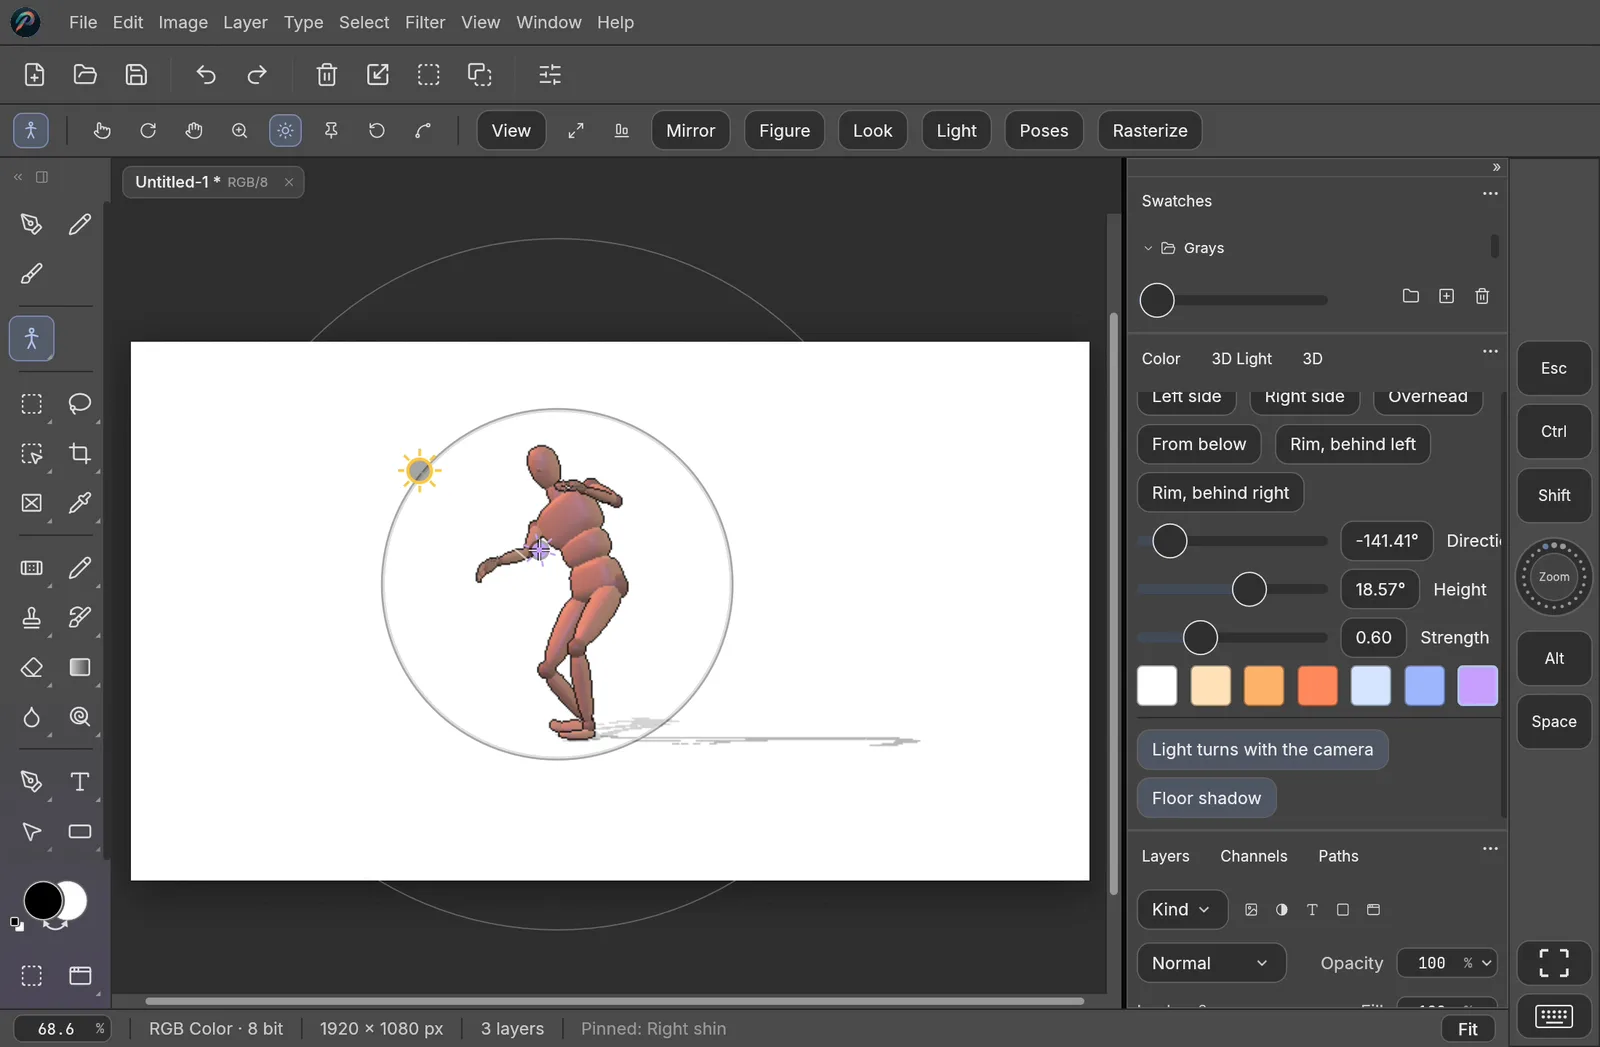 File Edit Image Layer Type Select Filter View Window Help
View Mirror Figure Look Light Poses Rasterize
Untitled-1 * RGB/8
Swatches
Grays
Color 3D Light 3D
Left side Right side Overhead
From below Rim, behind left
Rim, behind right
-141.41° Directi
18.57° Height
0.60 Strength
Light turns with the camera
Floor shadow
Layers Channels Paths
Kind
Normal Opacity 100 %
Esc
Ctrl
Shift
Zoom
Alt
Space
68.6 % RGB Color · 8 bit 1920 × 1080 px 3 layers Pinned: Right shin Fit